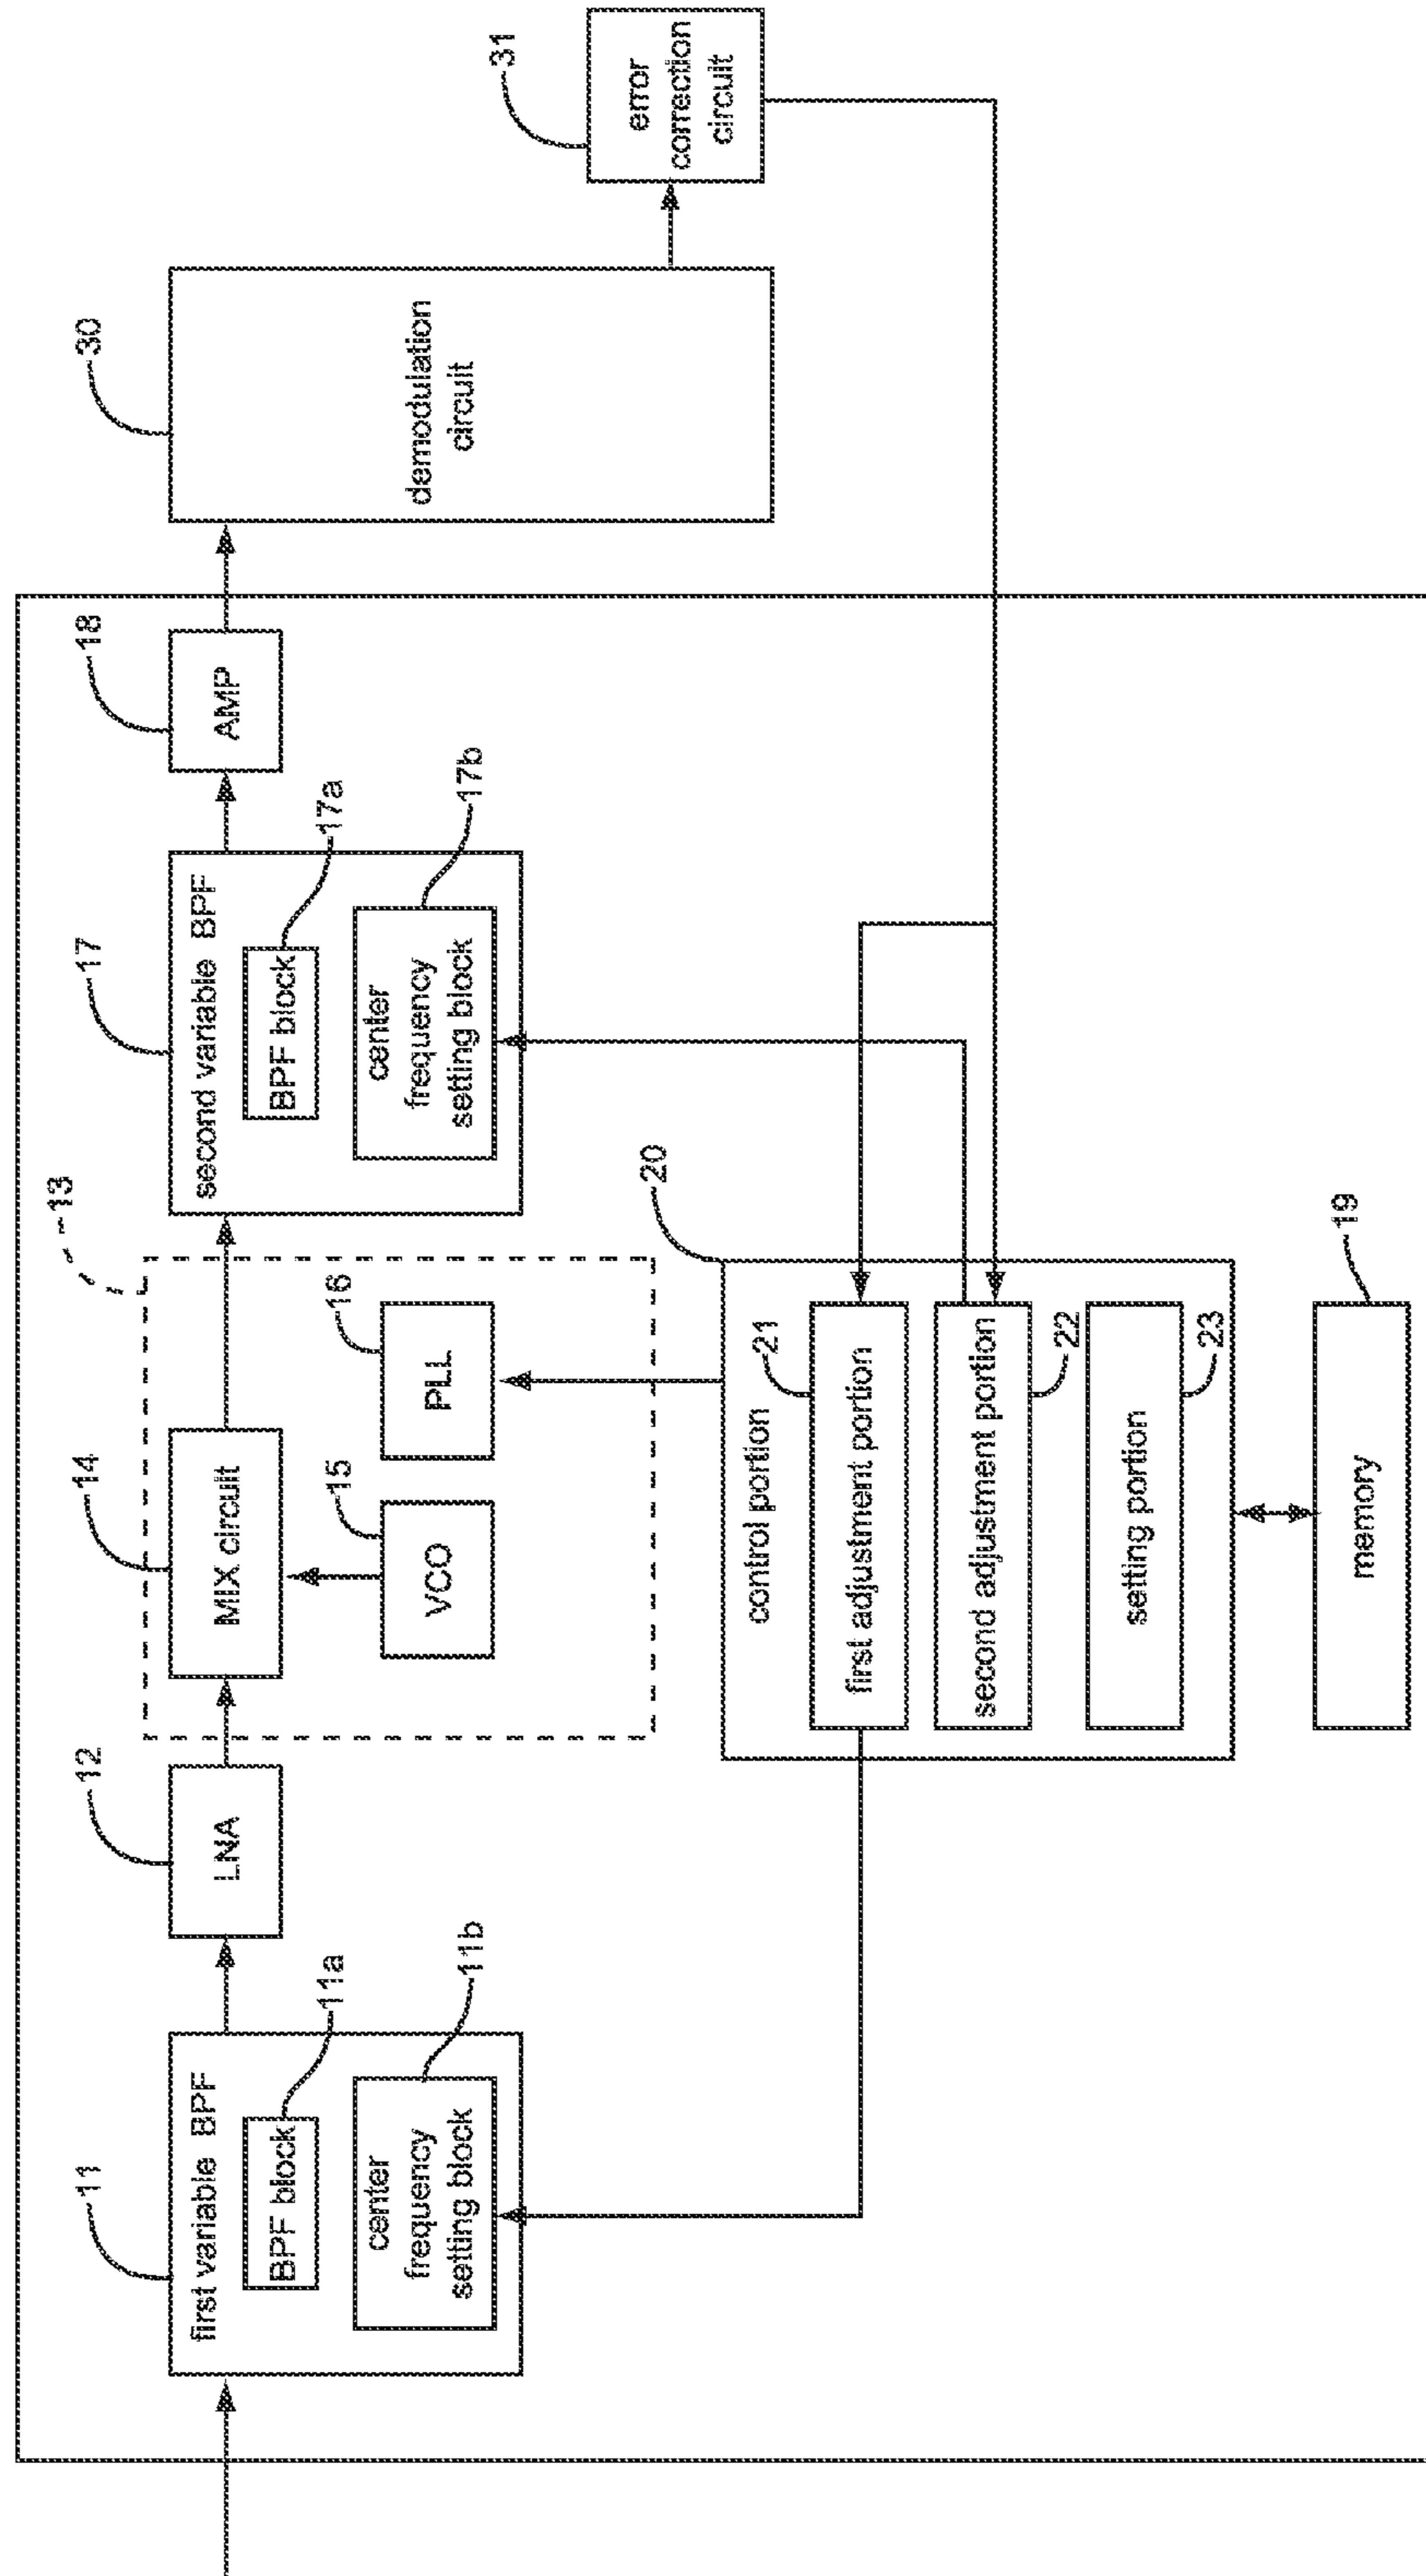 11
first variable BPF
BPF block
11a
center
frequency
setting block
11b
12
LNA
13
14
MIX circuit
15
VCO
16
PLL
17
second variable BPF
BPF block
17a
center
frequency
setting block
17b
18
AMP
30
demodulation
circuit
31
error
correction
circuit
20
control portion
21
first adjustment portion
second adjustment portion
22
setting portion
23
19
memory